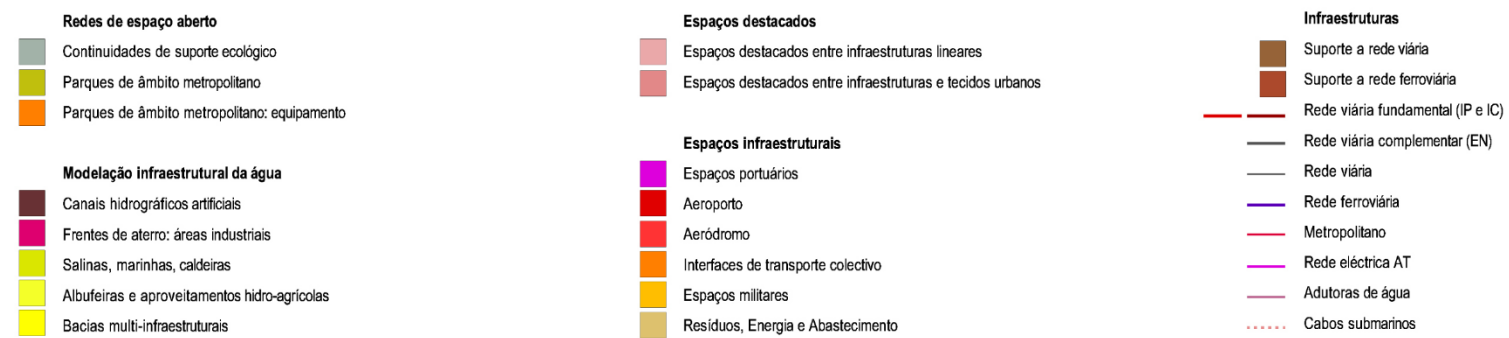 Redes de espaço aberto
Continuidades de suporte ecológico
Parques de âmbito metropolitano
Parques de âmbito metropolitano: equipamento
Modelação infraestrutural da água
Canais hidrográficos artificiais
Frentes de aterro: áreas industriais
Salinas, marinhas, caldeiras
Albufeiras e aproveitamentos hidro-agrícolas
Bacias multi-infraestruturais
Espaços destacados
Espaços destacados entre infraestruturas lineares
Espaços destacados entre infraestruturas e tecidos urbanos
Espaços infraestruturais
Espaços portuários
Aeroporto
Aeródromo
Interfaces de transporte colectivo
Espaços militares
Resíduos, Energia e Abastecimento
Infraestruturas
Suporte a rede viária
Suporte a rede ferroviária
Rede viária fundamental (IP e IC)
Rede viária complementar (EN)
Rede viária
Rede ferroviária
Metropolitano
Rede eléctrica AT
Adutoras de água
Cabos submarinos